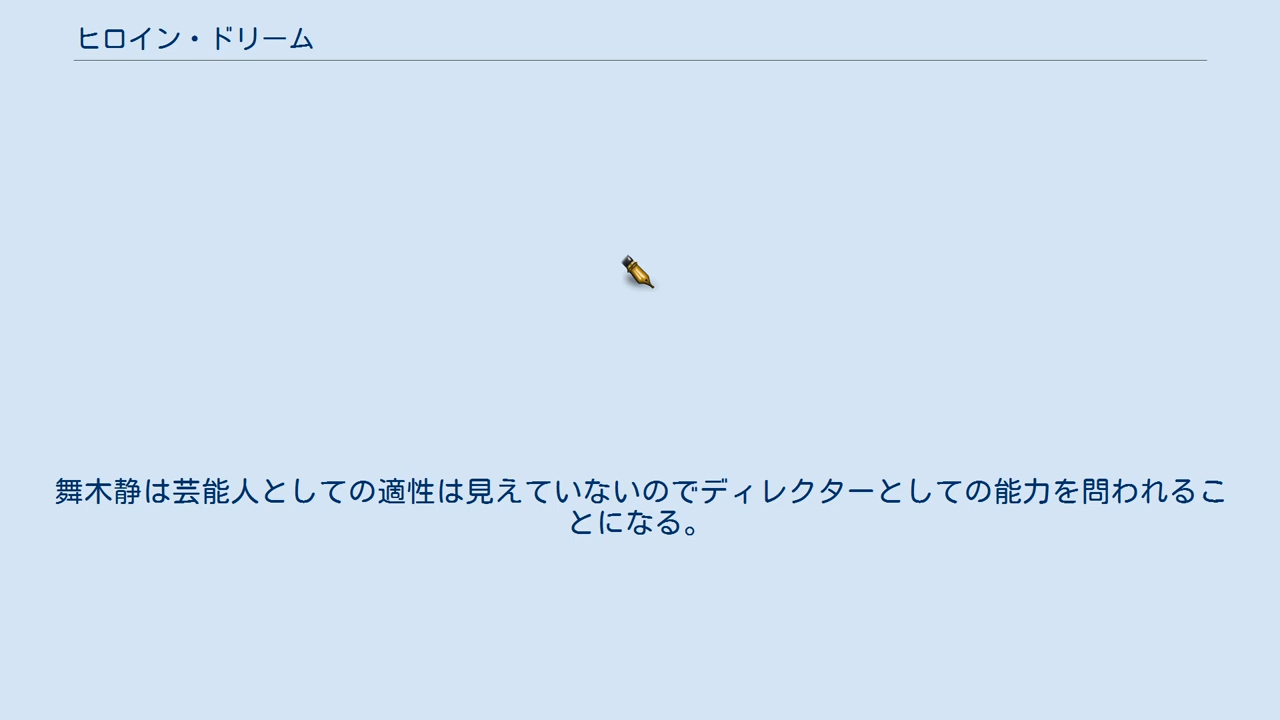 ヒロイン・ドリーム
舞木静は芸能人としての適性は見えていないのでディレクターとしての能力を問われるこ
とになる。